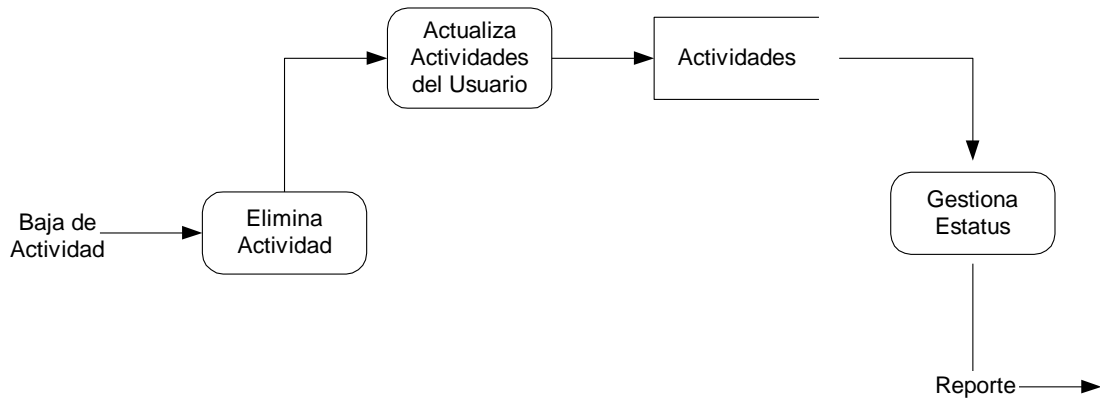 Baja de
Actividad
Elimina
Actividad
Actualiza
Actividades
del Usuario
Actividades
Gestiona
Estatus
Reporte